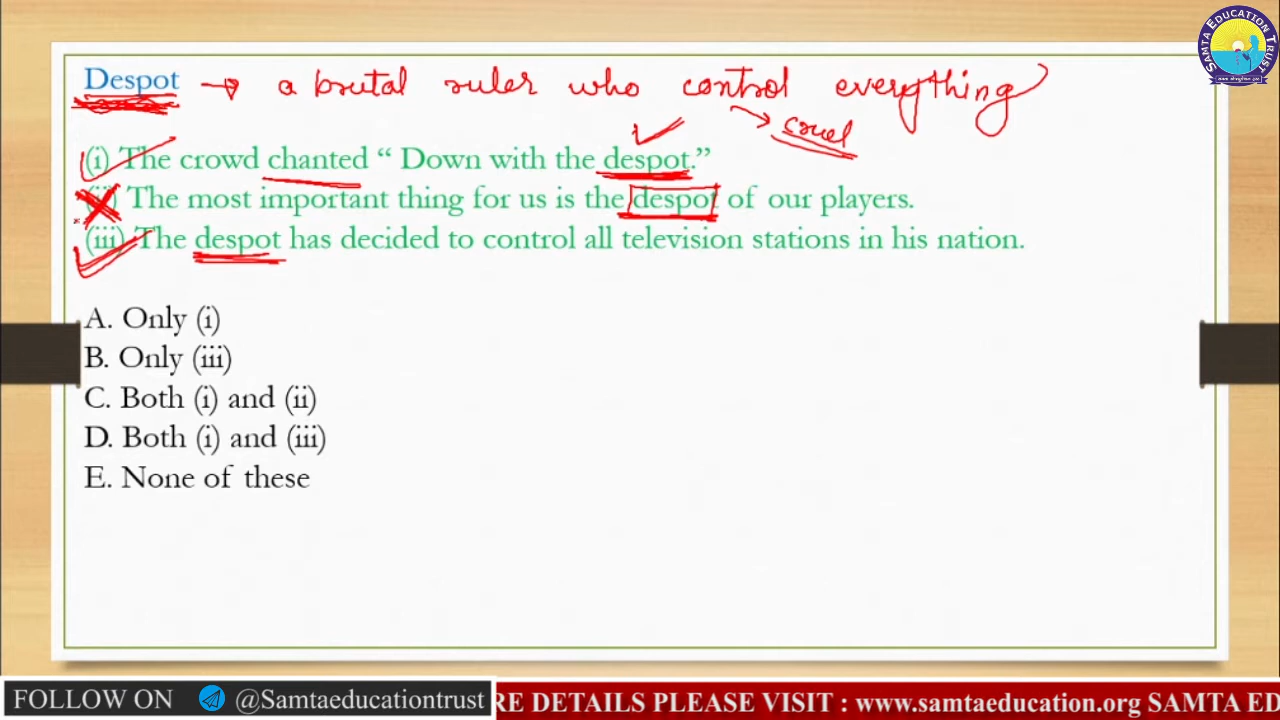 SAMTA EDUCATION TRUST
Despot → a brutal ruler who control everything
→ cruel
(i) The crowd chanted “ Down with the despot.”
(ii) The most important thing for us is the despot of our players.
(iii) The despot has decided to control all television stations in his nation.
A. Only (i)
B. Only (iii)
C. Both (i) and (ii)
D. Both (i) and (iii)
E. None of these
FOLLOW ON @Samtaeducationtrust RE DETAILS PLEASE VISIT : www.samtaeducation.org SAMTA ED